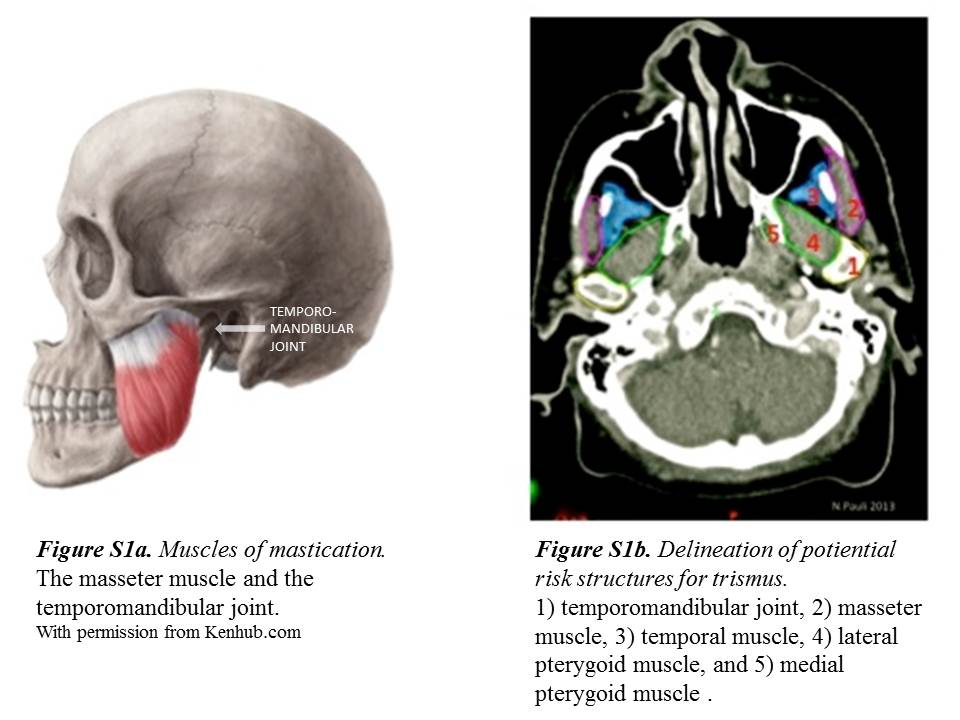 TEMPORO-
MANDIBULAR
JOINT
3
2
5
4
1
N Pauli 2013
Figure S1a. Muscles of mastication.
The masseter muscle and the
temporomandibular joint.
With permission from Kenhub.com
Figure S1b. Delineation of potiential
risk structures for trismus.
1) temporomandibular joint, 2) masseter
muscle, 3) temporal muscle, 4) lateral
pterygoid muscle, and 5) medial
pterygoid muscle .